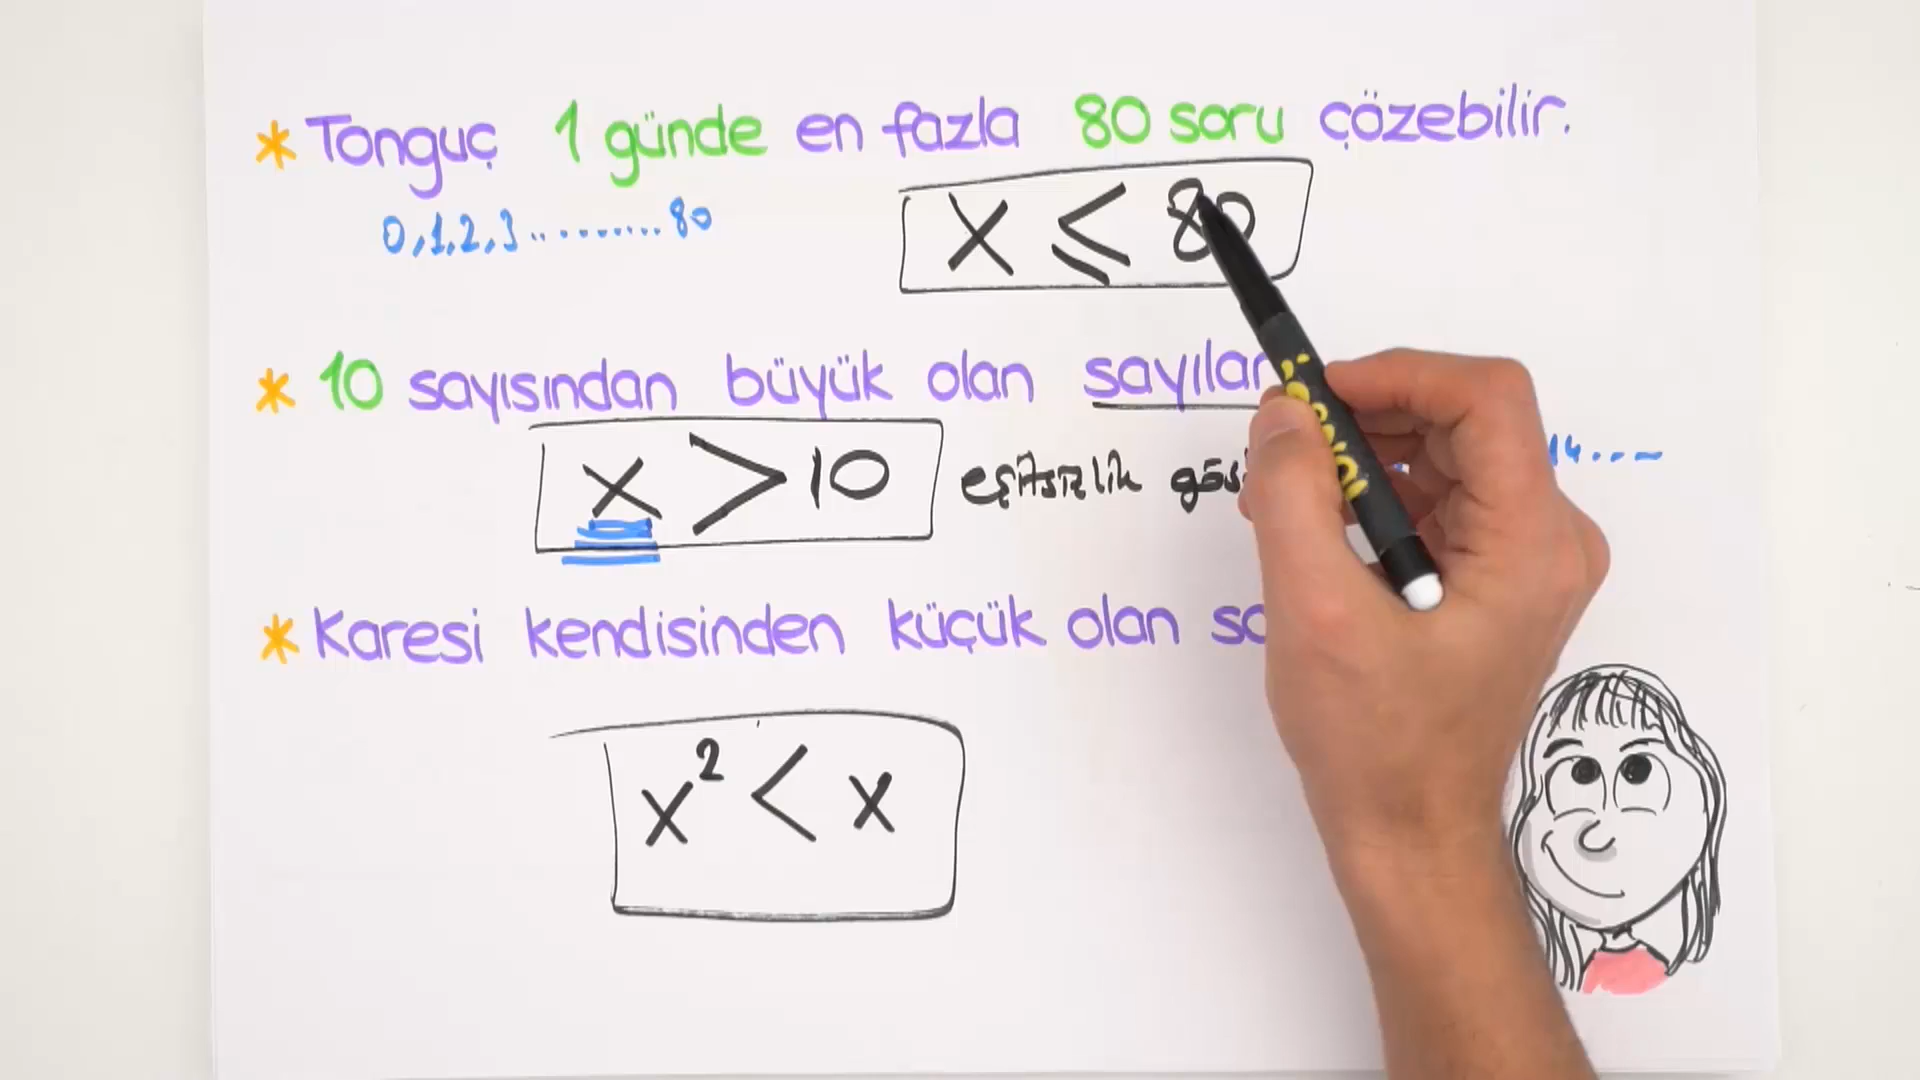 * Tonguç 1 günde en fazla 80 soru çözebilir.
0,1,2,3...........80
x ≤ 80
* 10 sayısından büyük olan sayılar
14....
x > 10 eşitsizlik
* Karesi kendisinden küçük olan
x² < x